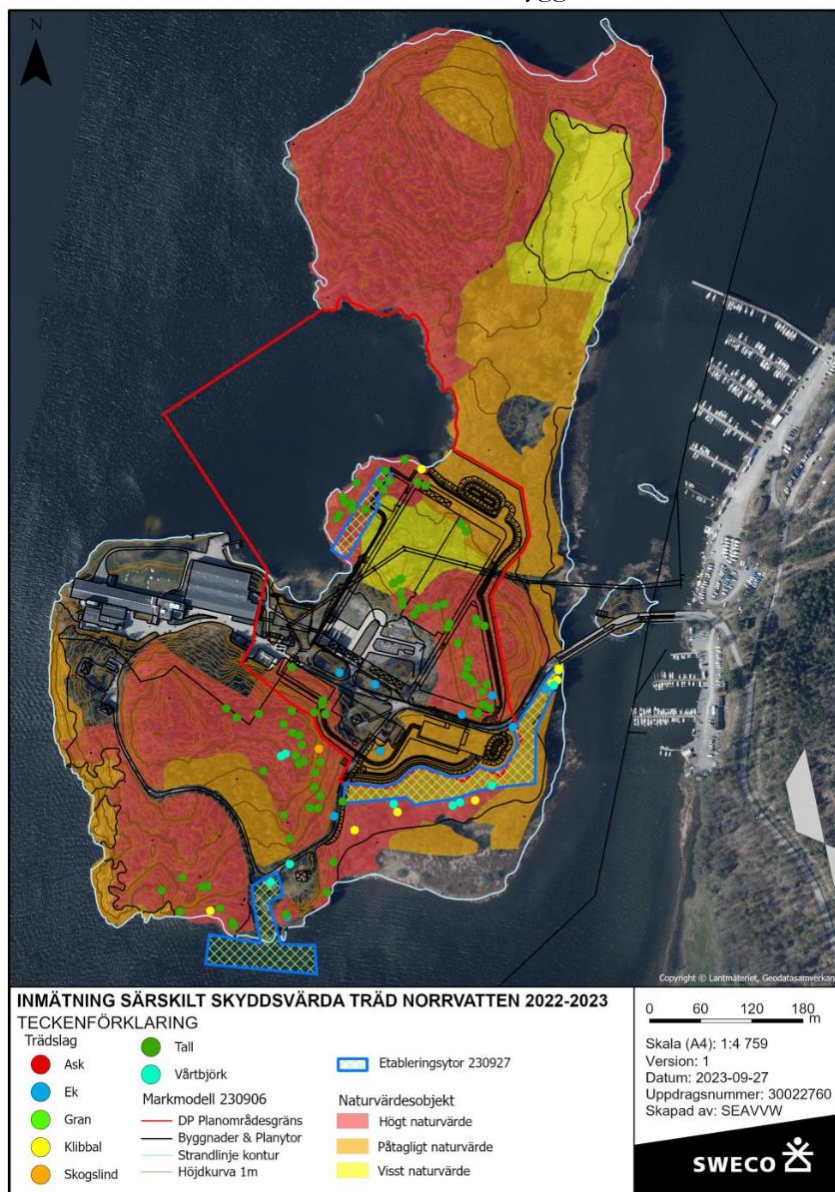 N
Copyright © Lantmäteriet, Geodatasamverkan
INMÄTNING SÄRSKILT SKYDDSVÄRDA TRÄD NORRVATTEN 2022-2023
TECKENFÖRKLARING
Trädslag
Ask
Ek
Gran
Klibbal
Skogslind
Tall
Vårtbjörk
Markmodell 230906
DP Planområdesgräns
Byggnader & Planytor
Strandlinje kontur
Höjdkurva 1m
Etableringsytor 230927
Naturvärdesobjekt
Högt naturvärde
Påtagligt naturvärde
Visst naturvärde
0 60 120 180
m
Skala (A4): 1:4 759
Version: 1
Datum: 2023-09-27
Uppdragsnummer: 30022760
Skapad av: SEAVVW
SWECO